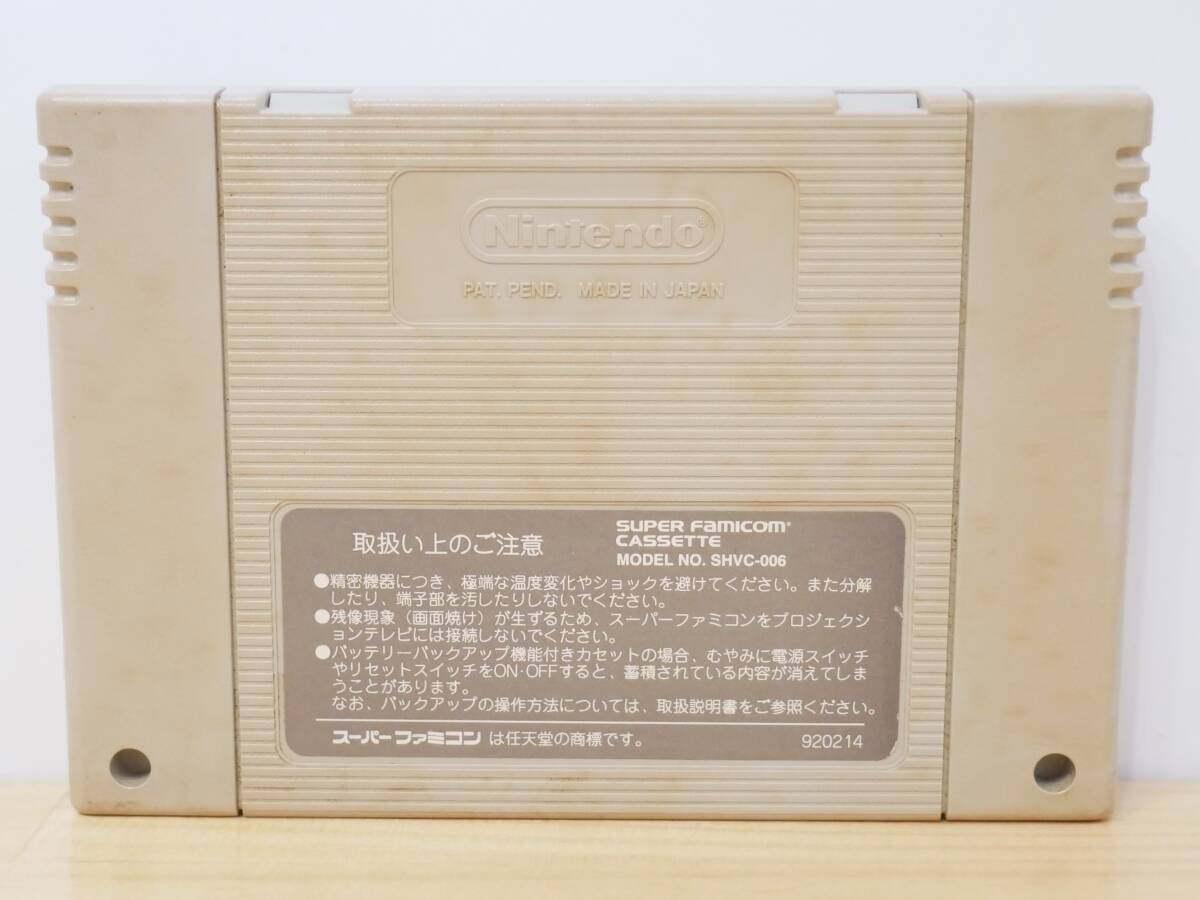 Nintendo®
PAT. PEND. MADE IN JAPAN
取扱い上のご注意
SUPER FAMICOM
CASSETTE
MODEL NO. SHVC-006
●精密機器につき、極端な温度変化やショックを避けてください。また分解
したり、端子部を汚したりしないでください。
●残像現象（画面焼け）が生ずるため、スーパーファミコンをプロジェクシ
ョンテレビには接続しないでください。
●バッテリーバックアップ機能付きカセットの場合、むやみに電源スイッチ
やリセットスイッチをON·OFFすると、蓄積されている内容が消えてしま
うことがあります。
なお、バックアップの操作方法については、取扱説明書をご参照ください。
スーパーファミコン は任天堂の商標です。
920214